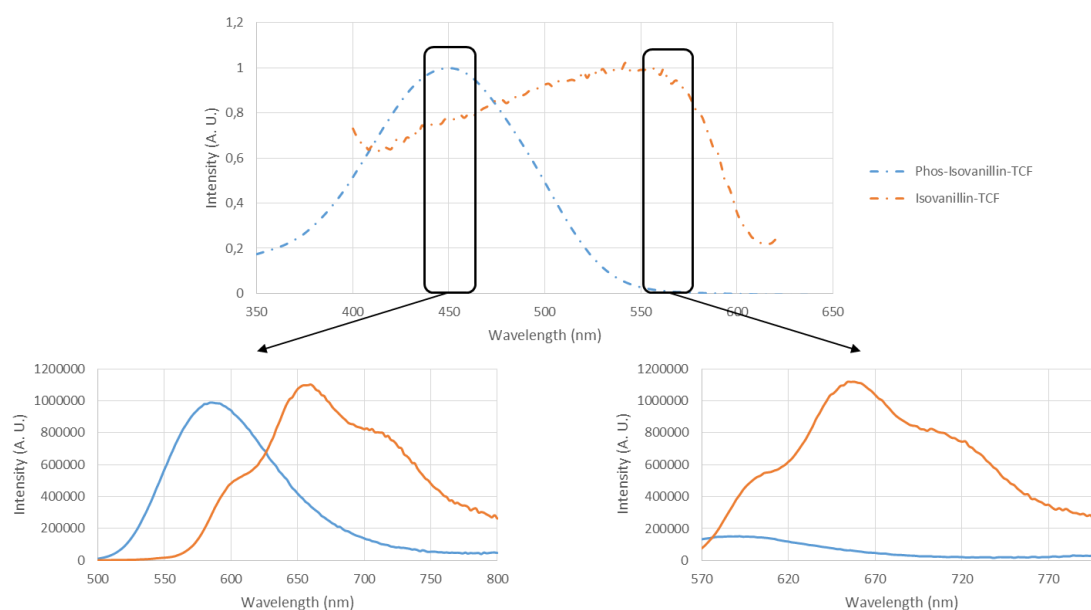 1,2
1
0,8
0,6
0,4
0,2
0
Intensity (A. U.)
350 400 450 500 550 600 650
Wavelength (nm)
Phos-Isovanillin-TCF
Isovanillin-TCF
1200000
1000000
800000
600000
400000
200000
0
Intensity (A. U.)
500 550 600 650 700 750 800
Wavelength (nm)
1200000
1000000
800000
600000
400000
200000
0
Intensity (A. U.)
570 620 670 720 770
Wavelength (nm)